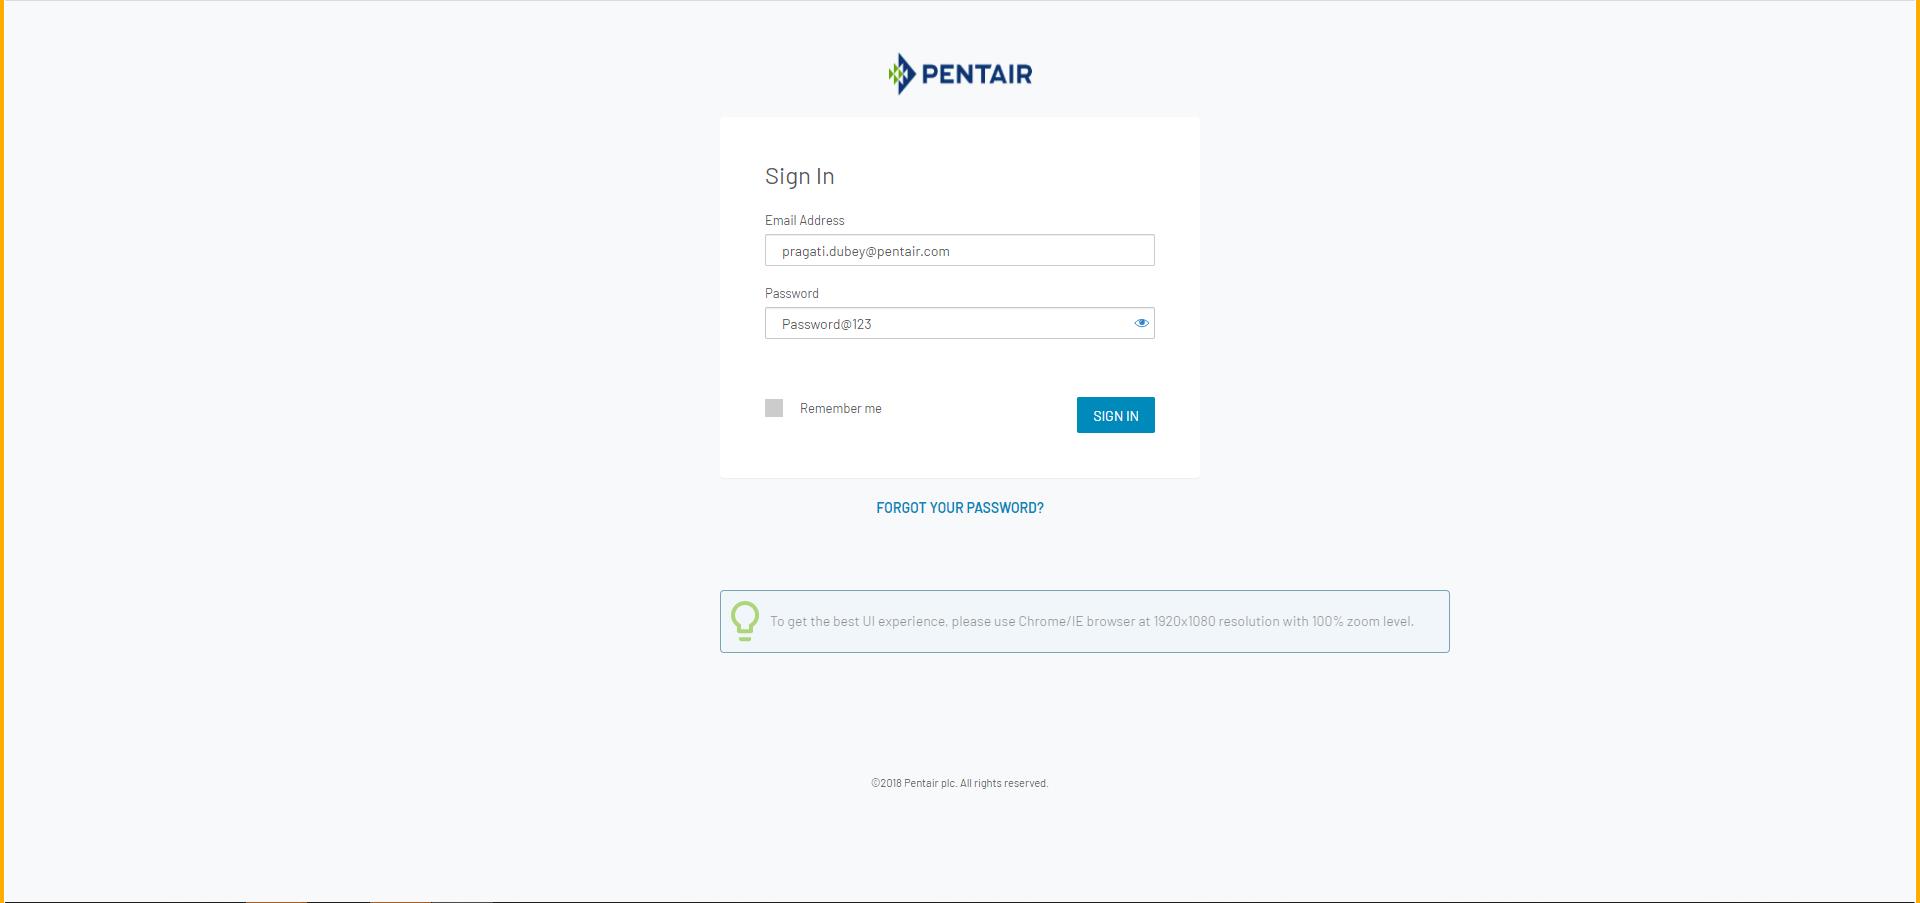 PENTAIR
Sign In
Email Address
pragati.dubey@pentair.com
Password
Password@123
Remember me
SIGN IN
FORGOT YOUR PASSWORD?
To get the best UI experience, please use Chrome/IE browser at 1920x1080 resolution with 100% zoom level.
©2018 Pentair plc. All rights reserved.